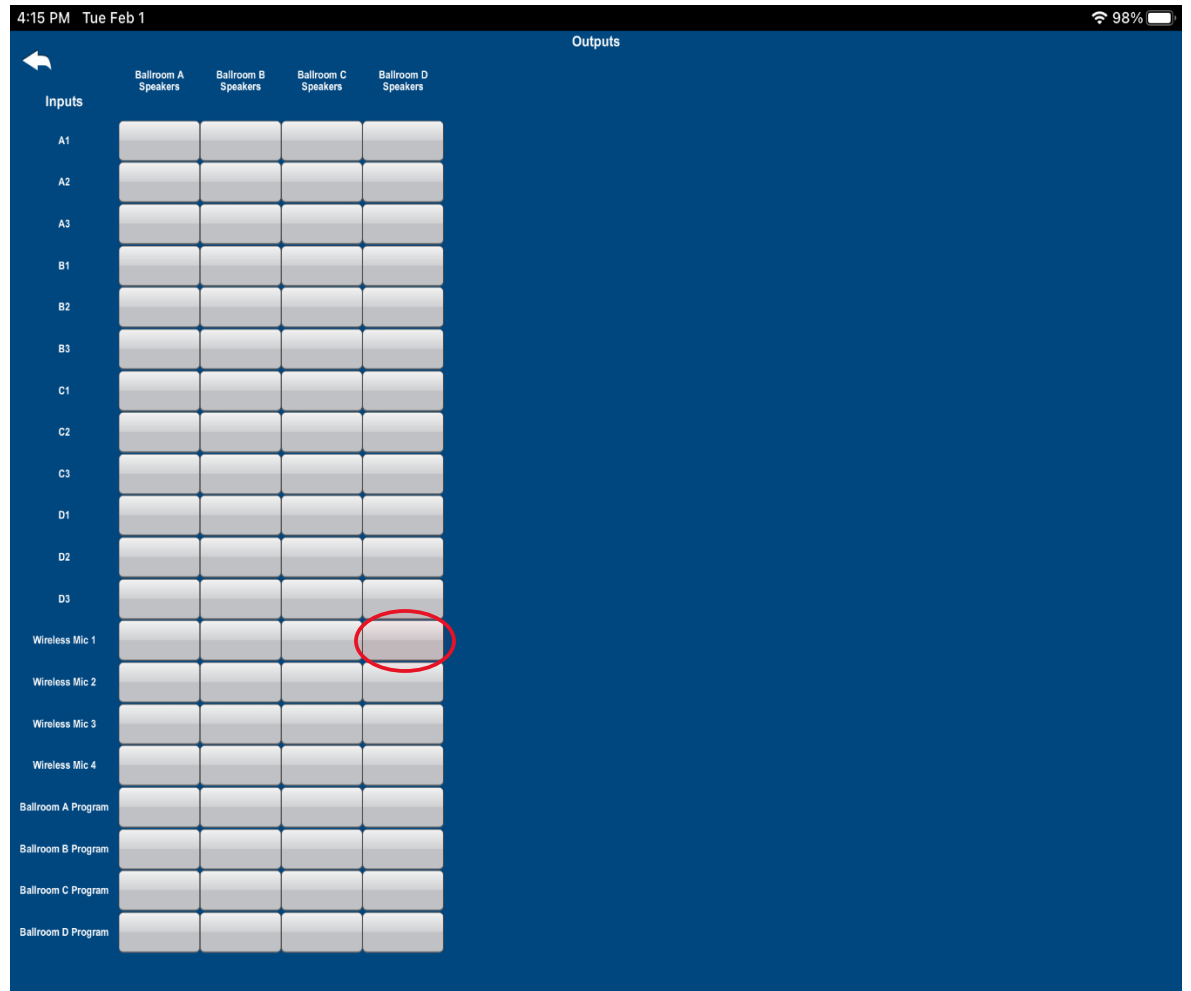 4:15 PM Tue Feb 1
98%
Outputs
Ballroom A Speakers
Ballroom B Speakers
Ballroom C Speakers
Ballroom D Speakers
Inputs
A1
A2
A3
B1
B2
B3
C1
C2
C3
D1
D2
D3
Wireless Mic 1
Wireless Mic 2
Wireless Mic 3
Wireless Mic 4
Ballroom A Program
Ballroom B Program
Ballroom C Program
Ballroom D Program